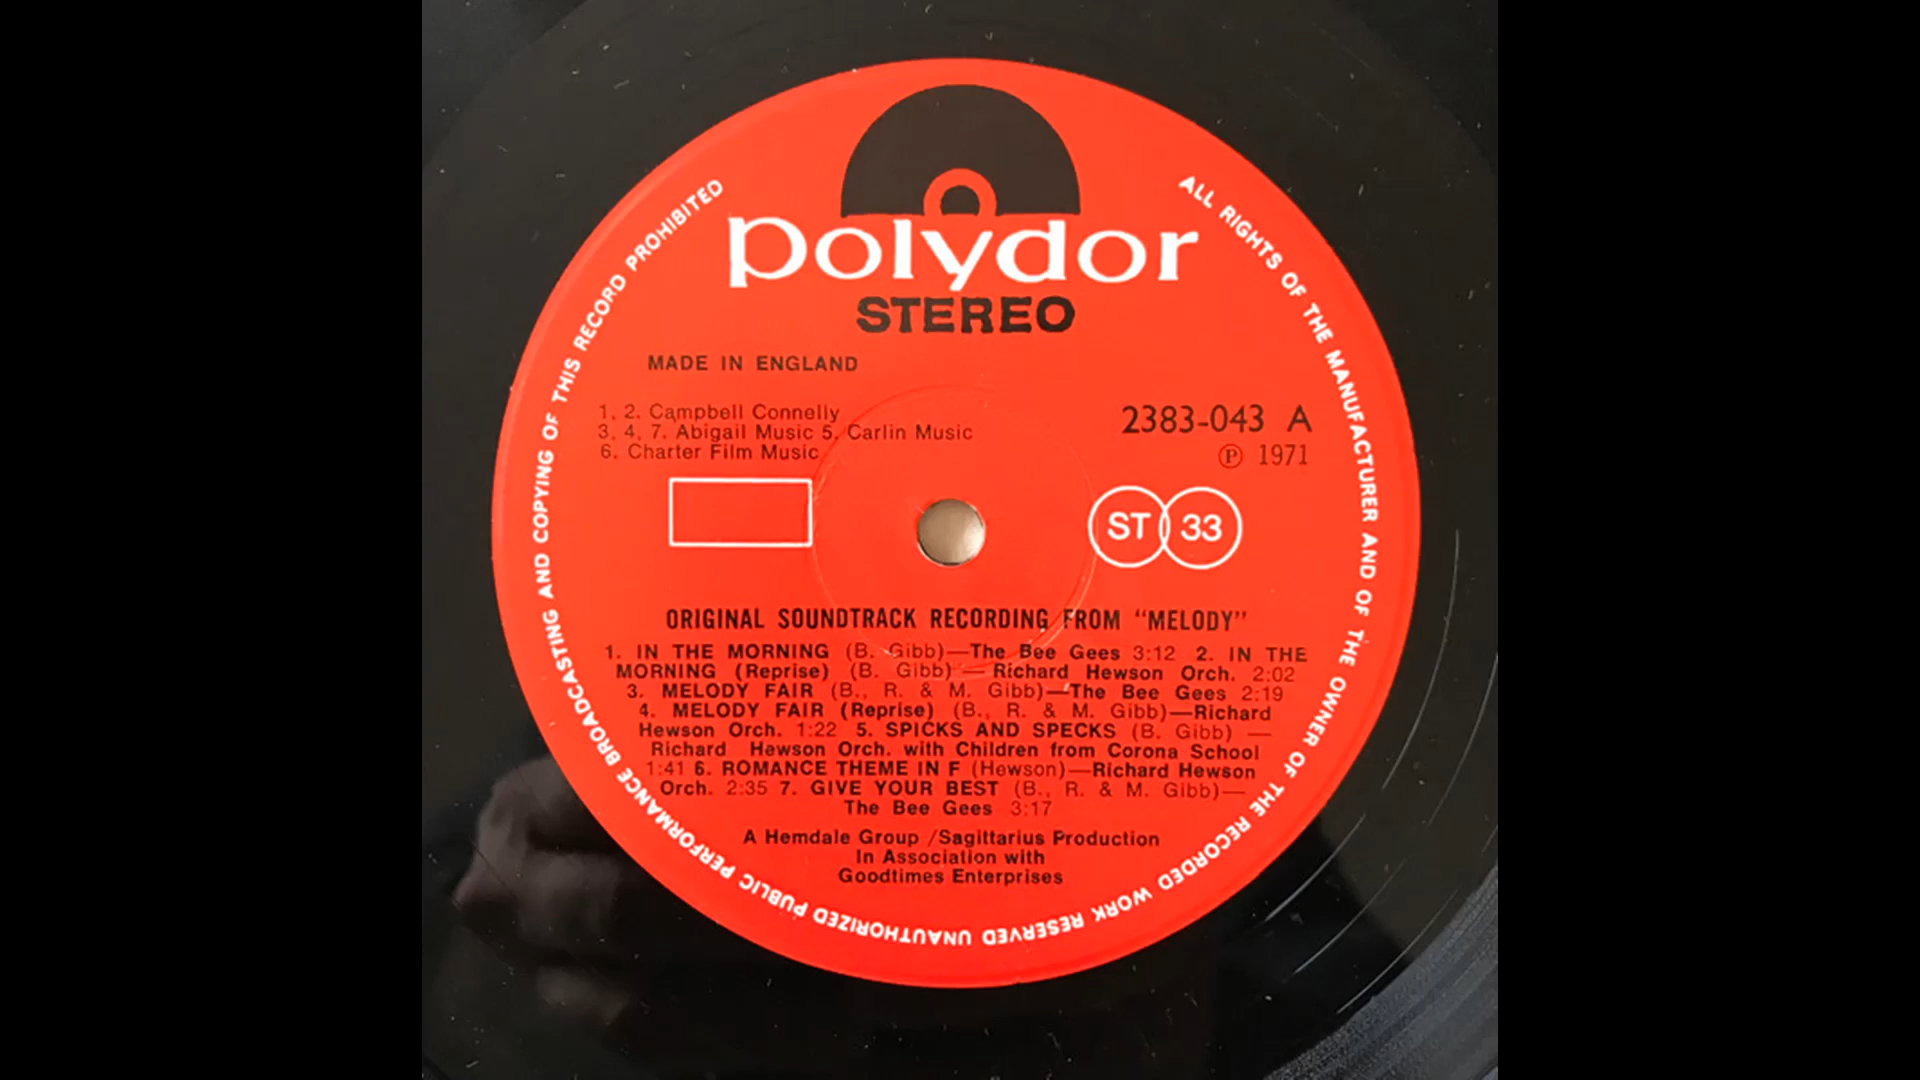 polydor
STEREO
MADE IN ENGLAND
1, 2. Campbell Connelly
3, 4, 7. Abigail Music 5. Carlin Music
6. Charter Film Music
2383-043 A
Ⓟ 1971
ST 33
ORIGINAL SOUNDTRACK RECORDING FROM “MELODY”
1. IN THE MORNING (B. Gibb)—The Bee Gees 3:12 2. IN THE
MORNING (Reprise) (B. Gibb) — Richard Hewson Orch. 2:02
3. MELODY FAIR (B., R. & M. Gibb)—The Bee Gees 2:19
4. MELODY FAIR (Reprise) (B., R. & M. Gibb)—Richard
Hewson Orch. 1:22 5. SPICKS AND SPECKS (B. Gibb) —
Richard Hewson Orch. with Children from Corona School
1:41 6. ROMANCE THEME IN F (Hewson)—Richard Hewson
Orch. 2:35 7. GIVE YOUR BEST (B., R. & M. Gibb)—
The Bee Gees 3:17
A Hemdale Group /Sagittarius Production
In Association with
Goodtimes Enterprises
ALL RIGHTS OF THE MANUFACTURER AND OF THE OWNER OF THE RECORDED WORK RESERVED UNAUTHORIZED PUBLIC PERFORMANCE BROADCASTING AND COPYING OF THIS RECORD PROHIBITED